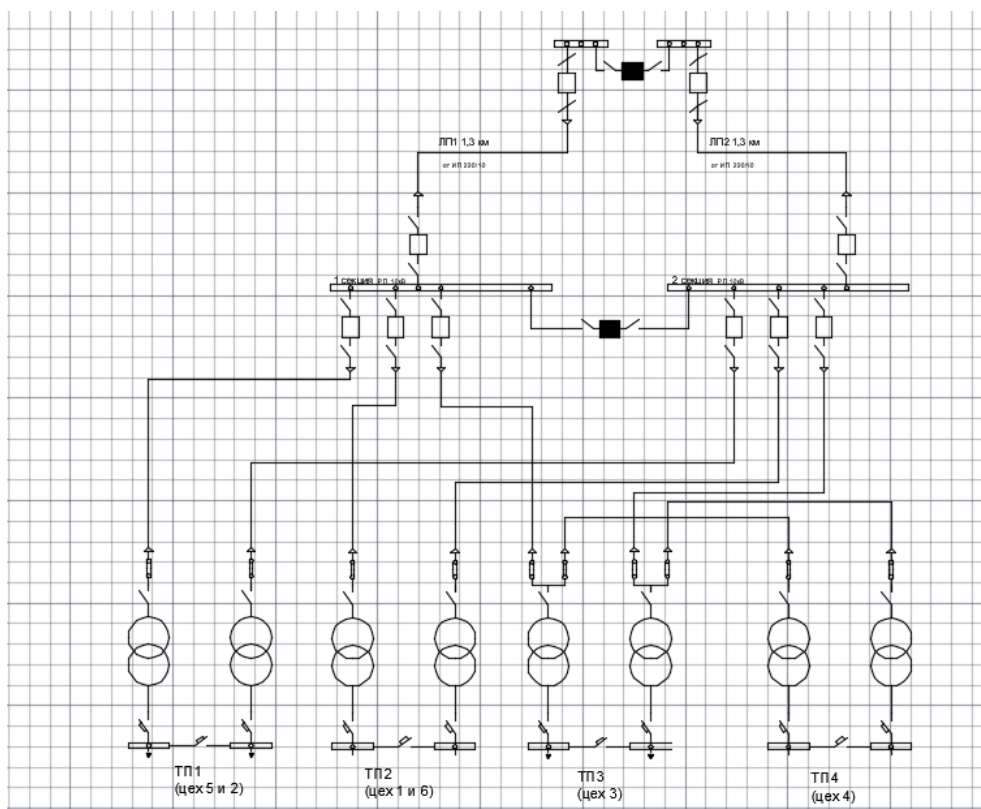 ЛП1 1,3 км
ЛП2 1,3 км
от ИП 330/10
от ИП 330/10
1 секция РП 10кВ
2 секция РП 10кВ
ТП1
(цех 5 и 2)
ТП2
(цех 1 и 6)
ТП3
(цех 3)
ТП4
(цех 4)